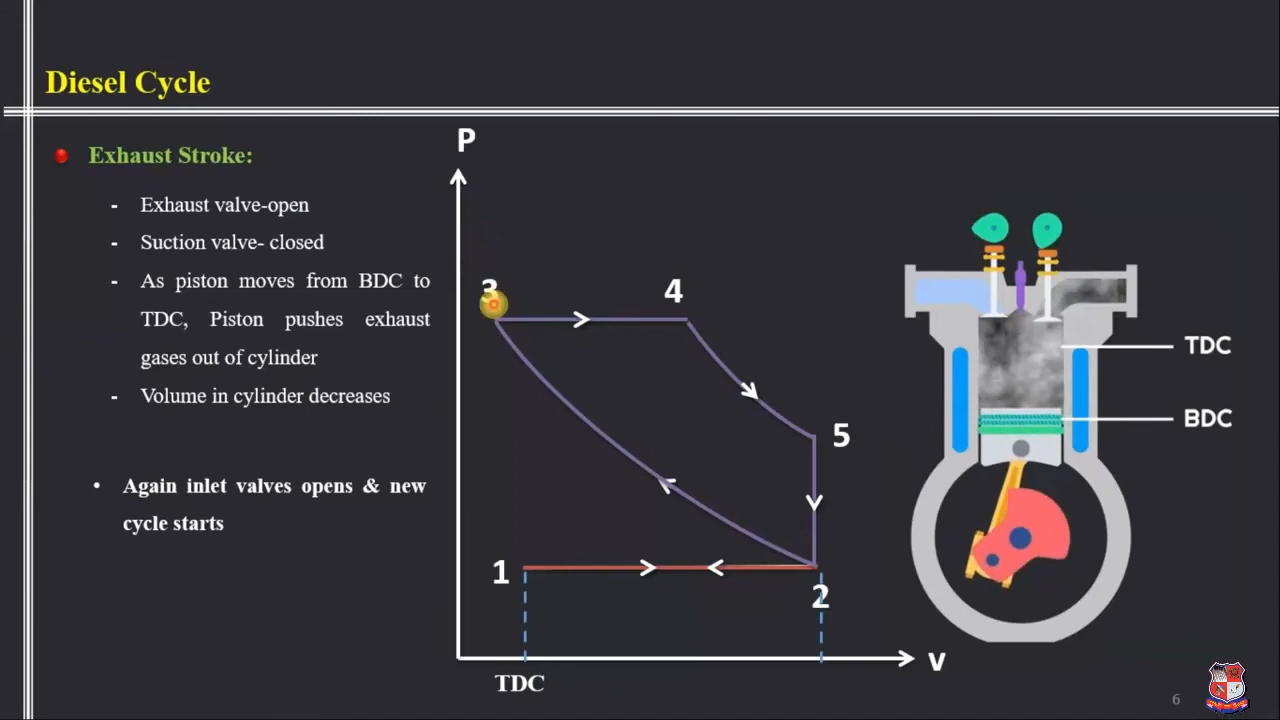 Diesel Cycle
Exhaust Stroke:
- Exhaust valve-open
- Suction valve- closed
- As piston moves from BDC to
TDC, Piston pushes exhaust
gases out of cylinder
- Volume in cylinder decreases
• Again inlet valves opens & new
cycle starts
P
3
4
5
1
2
TDC
v
TDC
BDC
6